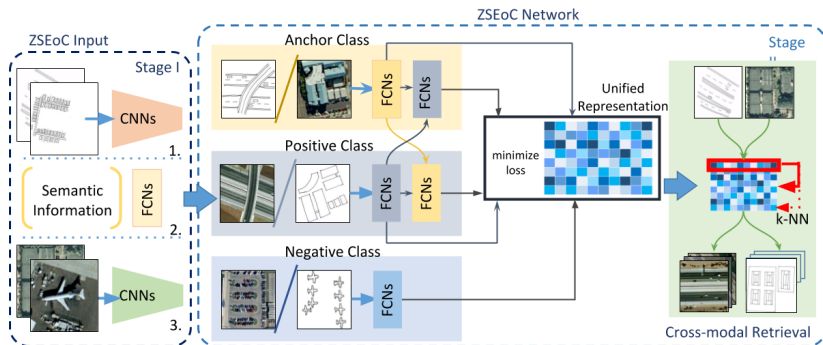 ZSEoC Network
ZSEoC Input
Stage I
CNNs
1.
Semantic
Information
FCNs
2.
CNNs
3.
Anchor Class
FCNs
FCNs
Positive Class
FCNs
FCNs
Negative Class
FCNs
Unified
Representation
minimize
loss
Stage
II
k-NN
Cross-modal Retrieval